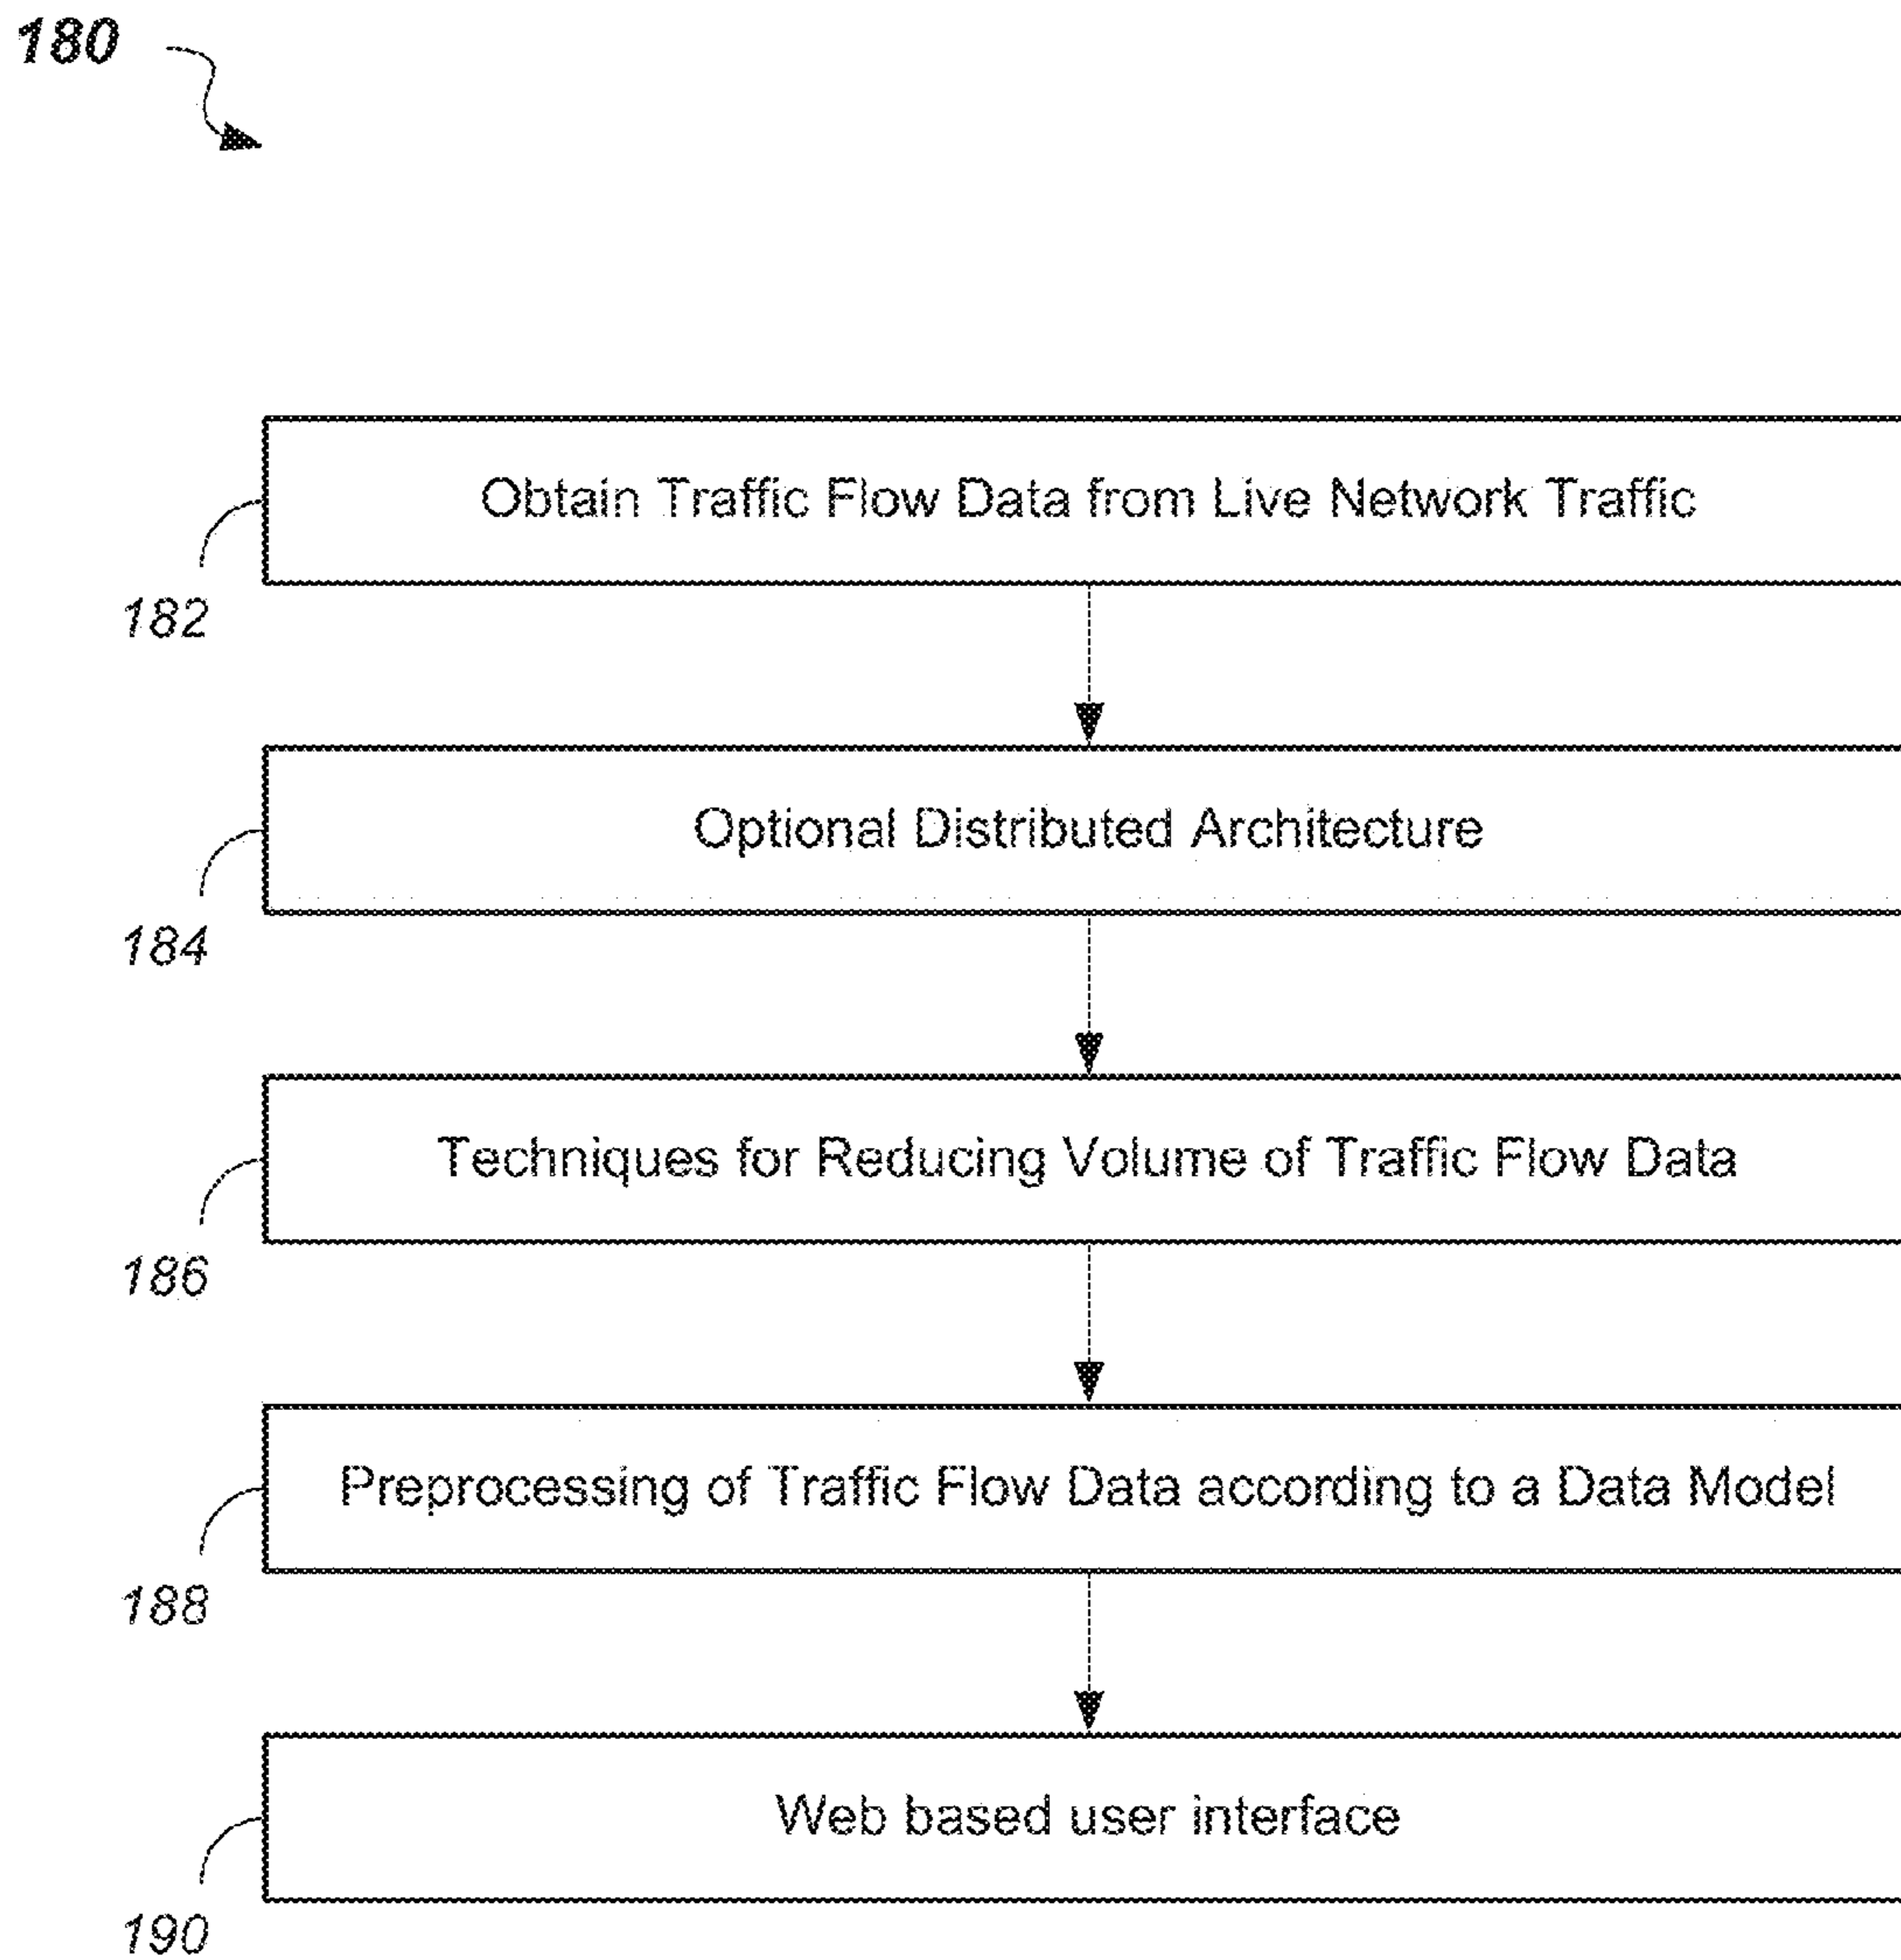 180
Obtain Traffic Flow Data from Live Network Traffic
182
Optional Distributed Architecture
184
Techniques for Reducing Volume of Traffic Flow Data
186
Preprocessing of Traffic Flow Data according to a Data Model
188
Web based user interface
190